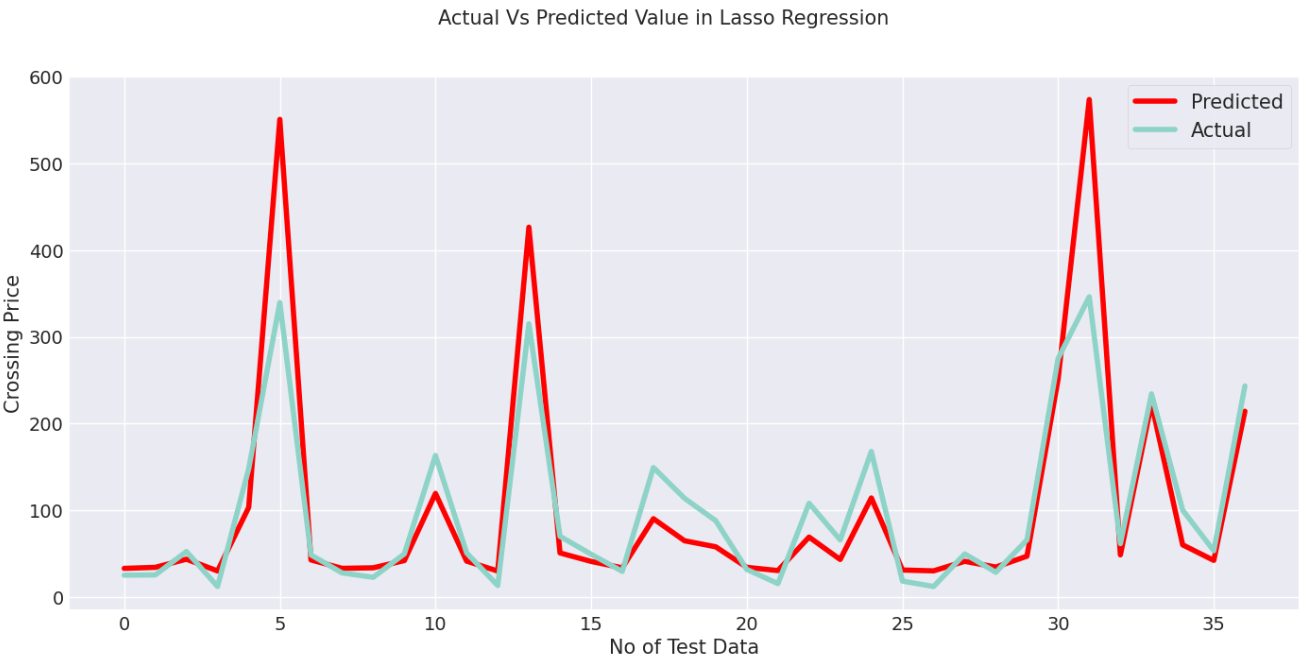 Actual Vs Predicted Value in Lasso Regression
600
500
400
300
200
100
0
Crossing Price
Predicted
Actual
0 5 10 15 20 25 30 35
No of Test Data